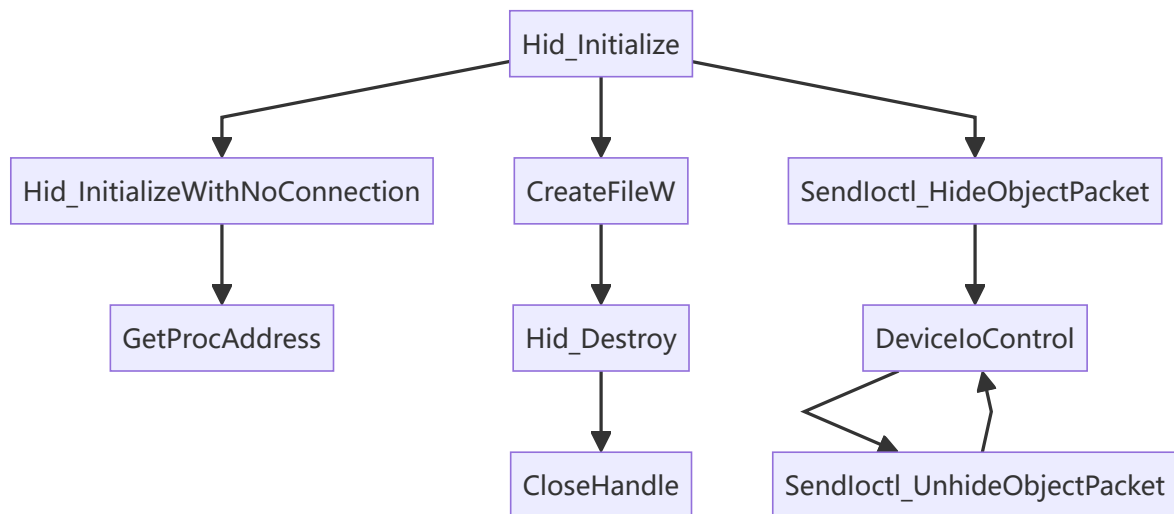 Hid_Initialize
Hid_InitializeWithNoConnection
CreateFileW
SendIoctl_HideObjectPacket
GetProcAddress
Hid_Destroy
DeviceIoControl
CloseHandle
SendIoctl_UnhideObjectPacket